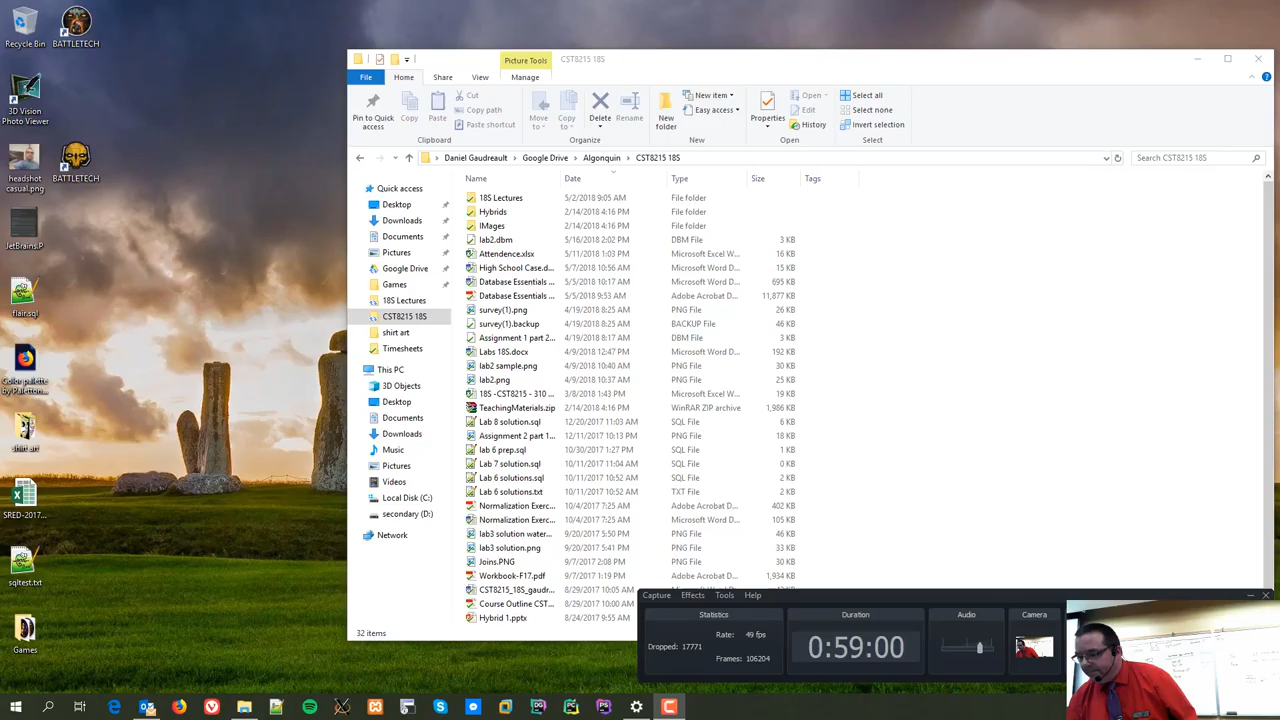 Recycle Bin
BATTLETECH
3D Vision
Photo Viewer
headshot
casual.png
BATTLETECH
JetBrains.P
flair.sql
Color palette
by Paletton...
shirt art
SRED-2017...
sqltest.txt
Games
Picture Tools
CST8215 18S
File
Home
Share
View
Manage
Pin to Quick
access
Copy
Paste
Cut
Copy path
Paste shortcut
Clipboard
Move
to
Copy
to
Delete
Rename
Organize
New
folder
New item
Easy access
New
Properties
Open
Edit
History
Open
Select all
Select none
Invert selection
Select
Daniel Gaudreault
Google Drive
Algonquin
CST8215 18S
Search CST8215 18S
Quick access
Desktop
Downloads
Documents
Pictures
Google Drive
Games
18S Lectures
CST8215 18S
shirt art
Timesheets
This PC
3D Objects
Desktop
Documents
Downloads
Music
Pictures
Videos
Local Disk (C:)
secondary (D:)
Network
Name Date Type Size Tags
18S Lectures 5/2/2018 9:05 AM File folder
Hybrids 2/14/2018 4:16 PM File folder
IMages 2/14/2018 4:16 PM File folder
lab2.dbm 5/16/2018 2:02 PM DBM File 3 KB
Attendence.xlsx 5/11/2018 1:03 PM Microsoft Excel W... 16 KB
High School Case.d... 5/7/2018 10:56 AM Microsoft Word D... 15 KB
Database Essentials ... 5/5/2018 10:17 AM Microsoft Word D... 695 KB
Database Essentials ... 5/5/2018 9:53 AM Adobe Acrobat D... 11,877 KB
survey(1).png 4/19/2018 8:25 AM PNG File 26 KB
survey(1).backup 4/19/2018 8:25 AM BACKUP File 46 KB
Assignment 1 part 2... 4/19/2018 8:17 AM DBM File 3 KB
Labs 18S.docx 4/9/2018 12:47 PM Microsoft Word D... 192 KB
lab2 sample.png 4/9/2018 10:40 AM PNG File 30 KB
lab2.png 4/9/2018 10:37 AM PNG File 25 KB
18S -CST8215 - 310 ... 3/8/2018 1:43 PM Microsoft Excel W... 19 KB
TeachingMaterials.zip 2/14/2018 4:16 PM WinRAR ZIP archive 1,986 KB
Lab 8 solution.sql 12/20/2017 11:03 AM SQL File 6 KB
Assignment 2 part 1... 12/11/2017 10:13 PM PNG File 18 KB
lab 6 prep.sql 10/30/2017 1:27 PM SQL File 1 KB
Lab 7 solution.sql 10/11/2017 11:04 AM SQL File 0 KB
Lab 6 solutions.sql 10/11/2017 10:52 AM SQL File 2 KB
Lab 6 solutions.txt 10/11/2017 10:52 AM TXT File 2 KB
Normalization Exerc... 10/4/2017 7:25 AM Adobe Acrobat D... 402 KB
Normalization Exerc... 10/4/2017 7:25 AM Microsoft Word D... 105 KB
lab3 solution water... 9/20/2017 5:50 PM PNG File 46 KB
lab3 solution.png 9/20/2017 5:41 PM PNG File 33 KB
Joins.PNG 9/7/2017 2:08 PM PNG File 30 KB
Workbook-F17.pdf 9/7/2017 1:19 PM Adobe Acrobat D... 1,934 KB
CST8215_18S_gaudr... 8/29/2017 10:05 AM
Course Outline CST... 8/29/2017 10:00 AM
Hybrid 1.pptx 8/24/2017 9:55 AM
32 items
Capture Effects Tools Help
Statistics
Duration
Audio
Camera
Rate: 49 fps
Dropped: 17771
Frames: 106204
0:59:00